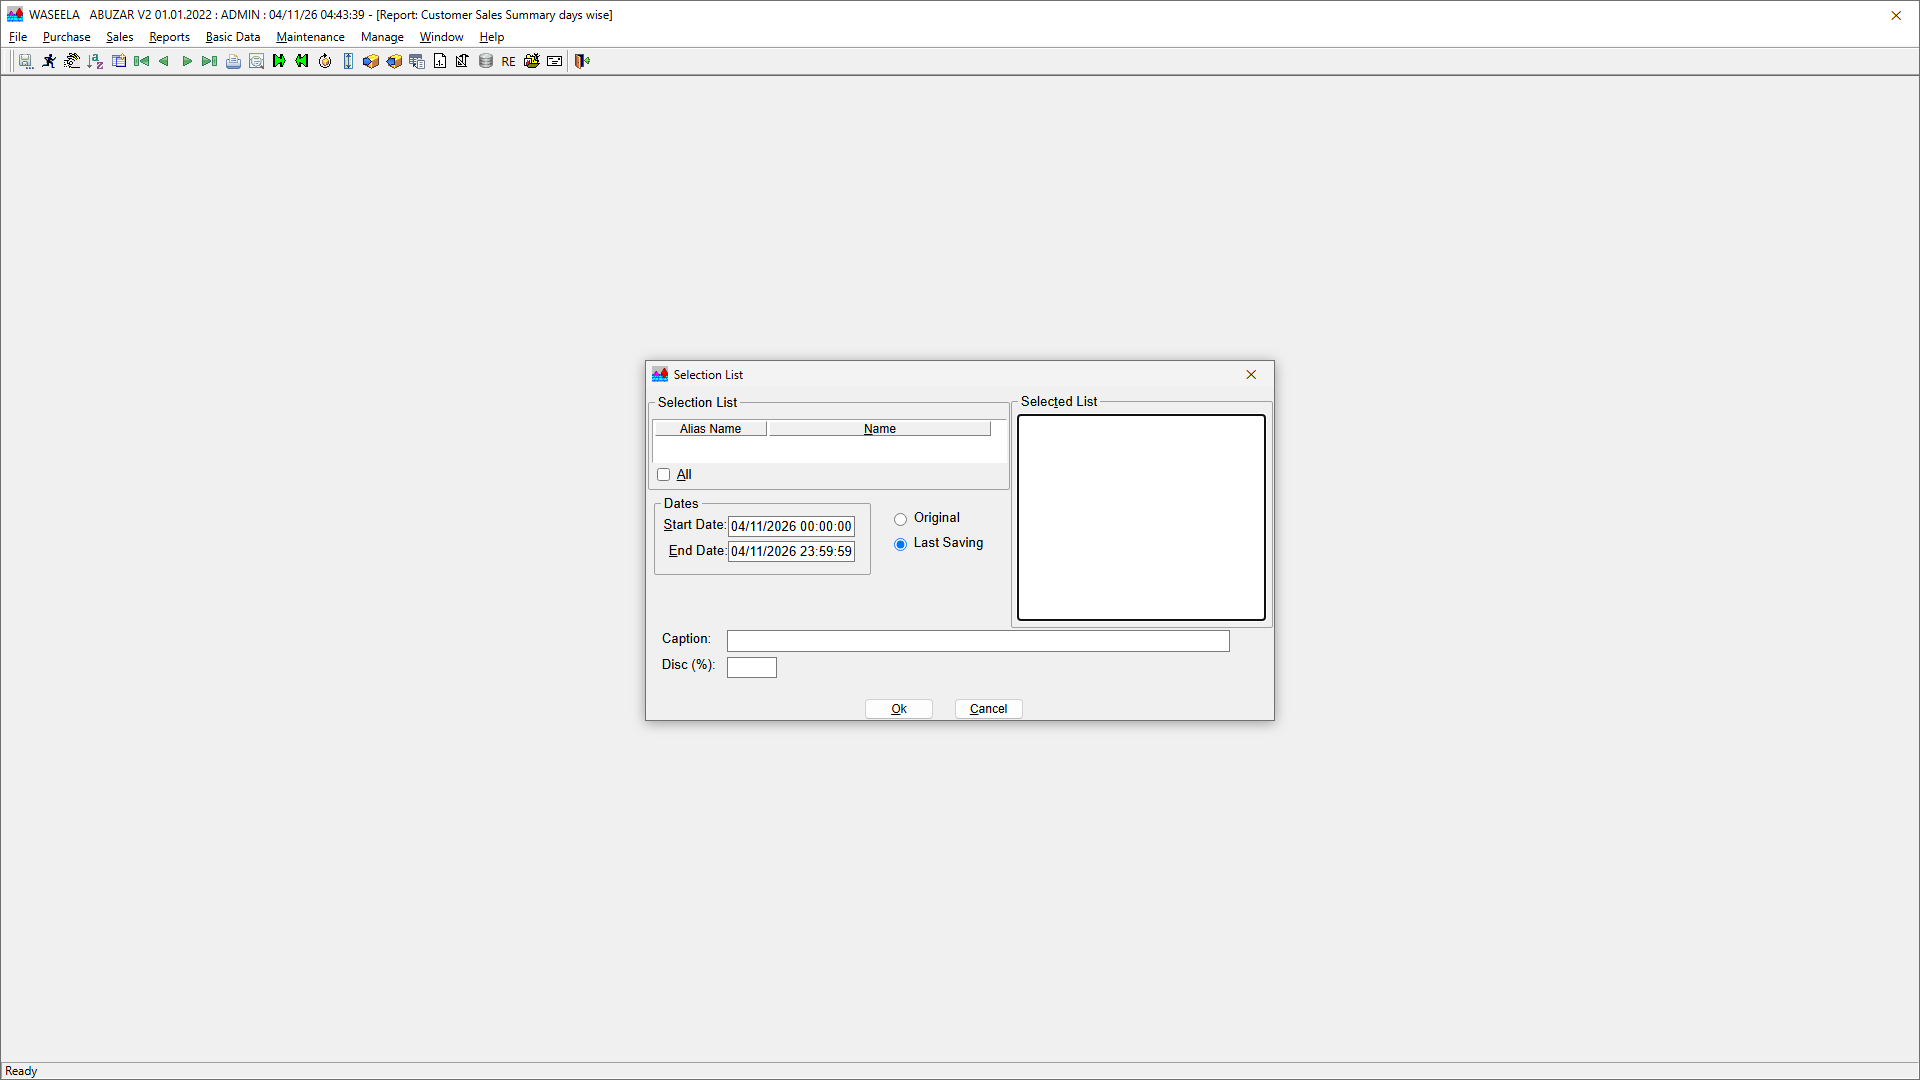 WASEELA   ABUZAR V2 01.01.2022 : ADMIN : 04/11/26 04:43:39 - [Report: Customer Sales Summary days wise]
File Purchase Sales Reports Basic Data Maintenance Manage Window Help
RE
Selection List
Selection List
Selected List
Alias Name Name
All
Dates
Start Date: 04/11/2026 00:00:00
Original
End Date: 04/11/2026 23:59:59
Last Saving
Caption:
Disc (%):
Ok Cancel
Ready